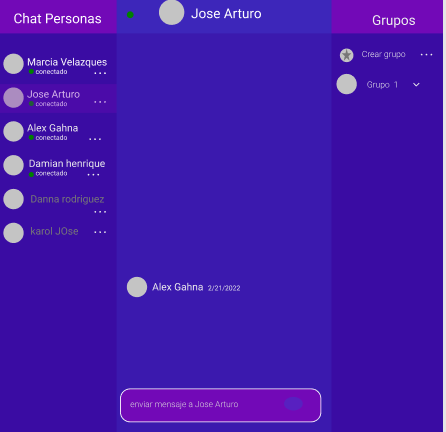 Chat Personas
Marcia Velazques
conectado
Jose Arturo
conectado
Alex Gahna
conectado
Damian henrique
conectado
Danna rodriguez
karol JOse
Jose Arturo
Alex Gahna 2/21/2022
enviar mensaje a Jose Arturo
Grupos
Crear grupo
Grupo 1